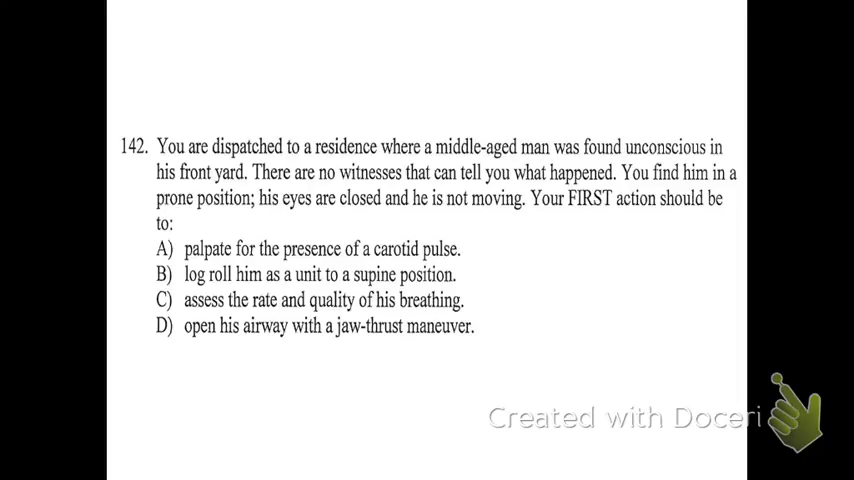 142. You are dispatched to a residence where a middle-aged man was found unconscious in
his front yard. There are no witnesses that can tell you what happened. You find him in a
prone position; his eyes are closed and he is not moving. Your FIRST action should be
to:
A) palpate for the presence of a carotid pulse.
B) log roll him as a unit to a supine position.
C) assess the rate and quality of his breathing.
D) open his airway with a jaw-thrust maneuver.
Created with Doceri